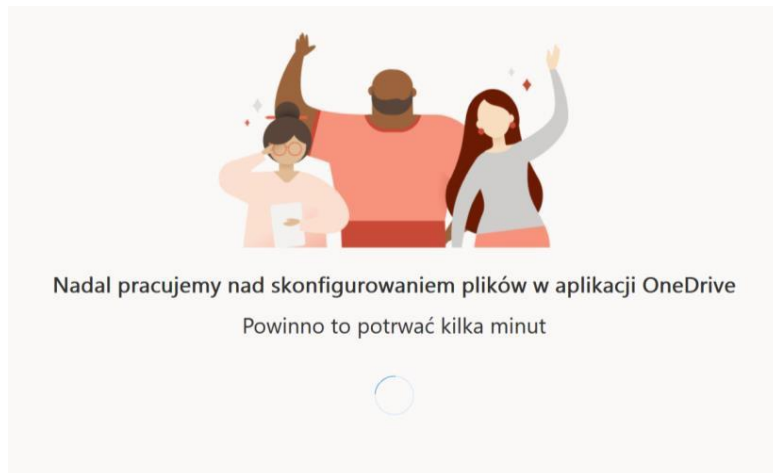 Nadal pracujemy nad skonfigurowaniem plików w aplikacji OneDrive
Powinno to potrwać kilka minut